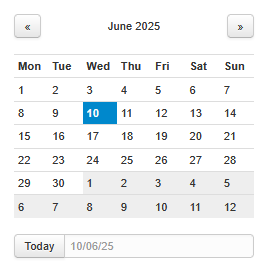 « June 2025 »
Mon Tue Wed Thu Fri Sat Sun
1 2 3 4 5 6 7
8 9 10 11 12 13 14
15 16 17 18 19 20 21
22 23 24 25 26 27 28
29 30 1 2 3 4 5
6 7 8 9 10 11 12
Today 10/06/25